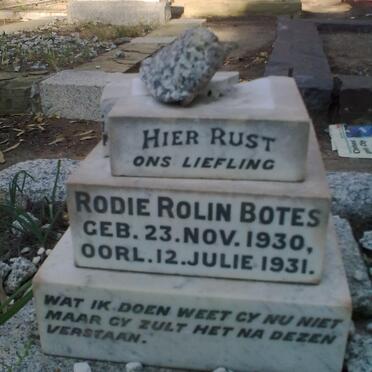 HIER RUST
ONS LIEFLING
RODIE ROLIN BOTES
GEB. 23. NOV. 1930,
OORL. 12. JULIE 1931.
WAT IK DOEN WEET GY NU NIET
MAAR GY ZULT HET NA DEZEN
VERSTAAN.